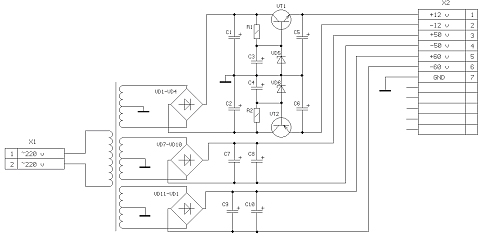 X2
VT1
+12 v 1
-12 v 2
+50 v 3
-50 v 4
+60 v 5
-60 v 6
GND 7
C1
R1
C5
VD5
C3
C4
VD6
C2
R2
C6
VT2
VD1-VD4
X1
1 ~220 v
2 ~220 v
VD7-VD10
C7
C8
VD11-VD1
C9
C10